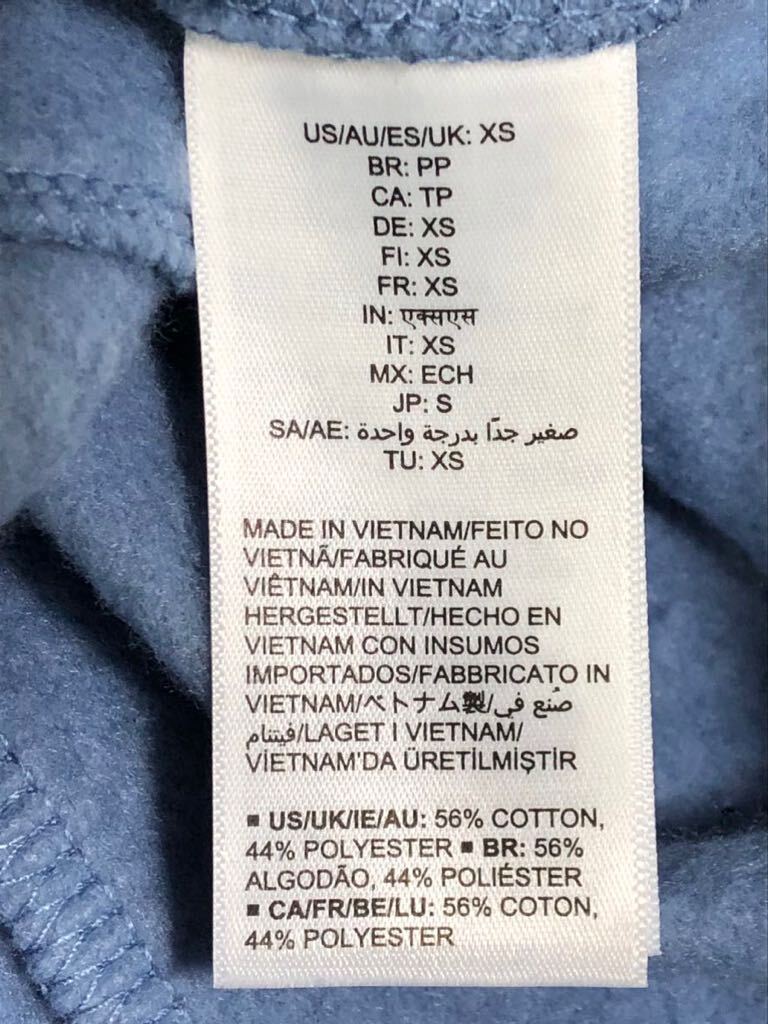 US/AU/ES/UK: XS
BR: PP
CA: TP
DE: XS
FI: XS
FR: XS
IN: एक्सएस
IT: XS
MX: ECH
JP: S
SA/AE: صغير جدًا بدرجة واحدة
TU: XS
MADE IN VIETNAM/FEITO NO
VIETNÃ/FABRIQUÉ AU
VIÊTNAM/IN VIETNAM
HERGESTELLT/HECHO EN
VIETNAM CON INSUMOS
IMPORTADOS/FABBRICATO IN
VIETNAM/ベトナム製/صُنع في
فيتنام/LAGET I VIETNAM/
VİETNAM'DA ÜRETİLMİŞTİR
▪ US/UK/IE/AU: 56% COTTON,
44% POLYESTER ▪ BR: 56%
ALGODÃO, 44% POLIÉSTER
▪ CA/FR/BE/LU: 56% COTON,
44% POLYESTER